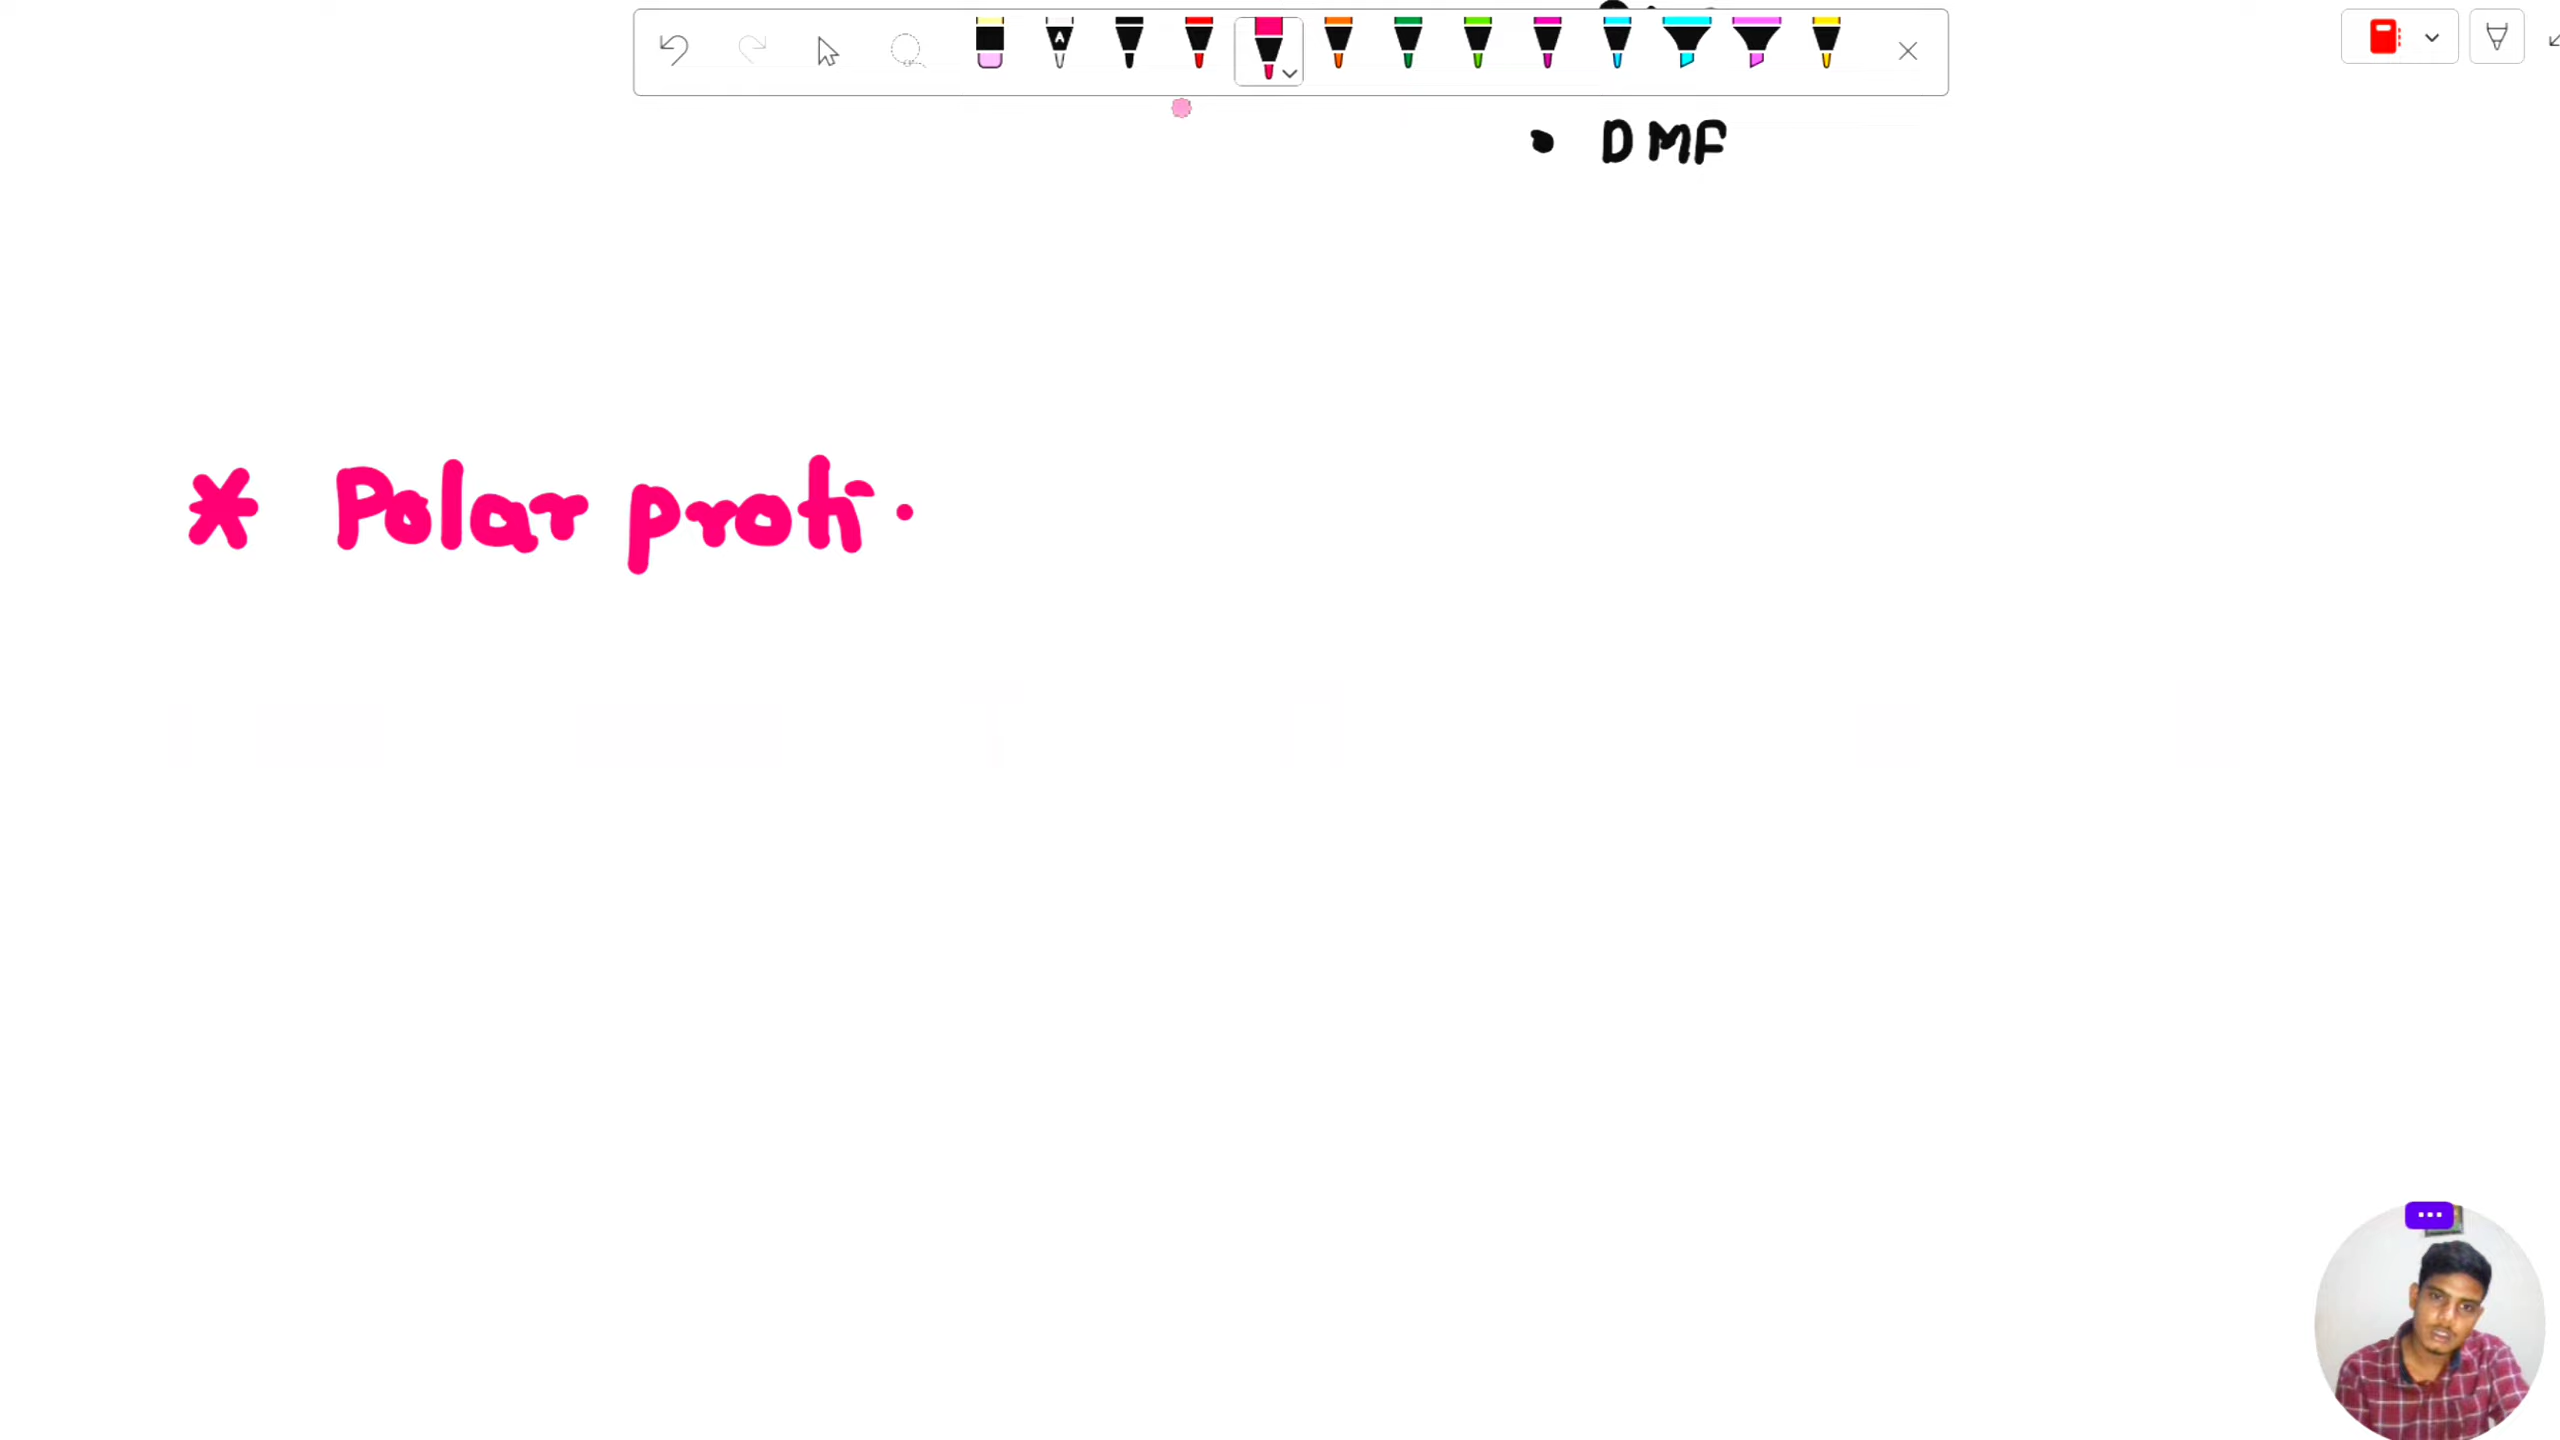 • DMF
* Polar proti .